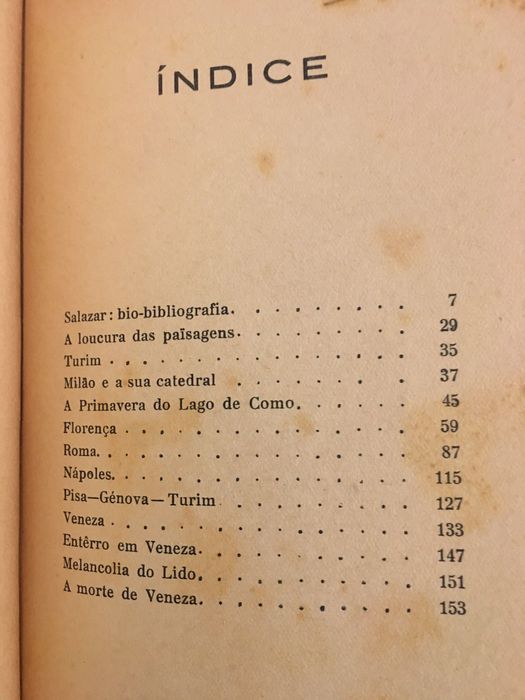 ÍNDICE
Salazar: bio-bibliografia. . . . . . . . . 7
A loucura das païsagens. . . . . . . . . 29
Turim . . . . . . . . . . . . . . 35
Milão e a sua catedral . . . . . . . . 37
A Primavera do Lago de Como. . . . . . 45
Florença . . . . . . . . . . . . . 59
Roma. . . . . . . . . . . . . . 87
Nápoles. . . . . . . . . . . . . 115
Pisa—Génova—Turim . . . . . . . . 127
Veneza . . . . . . . . . . . . . 133
Entêrro em Veneza. . . . . . . . . 147
Melancolia do Lido. . . . . . . . . 151
A morte de Veneza. . . . . . . . . 153